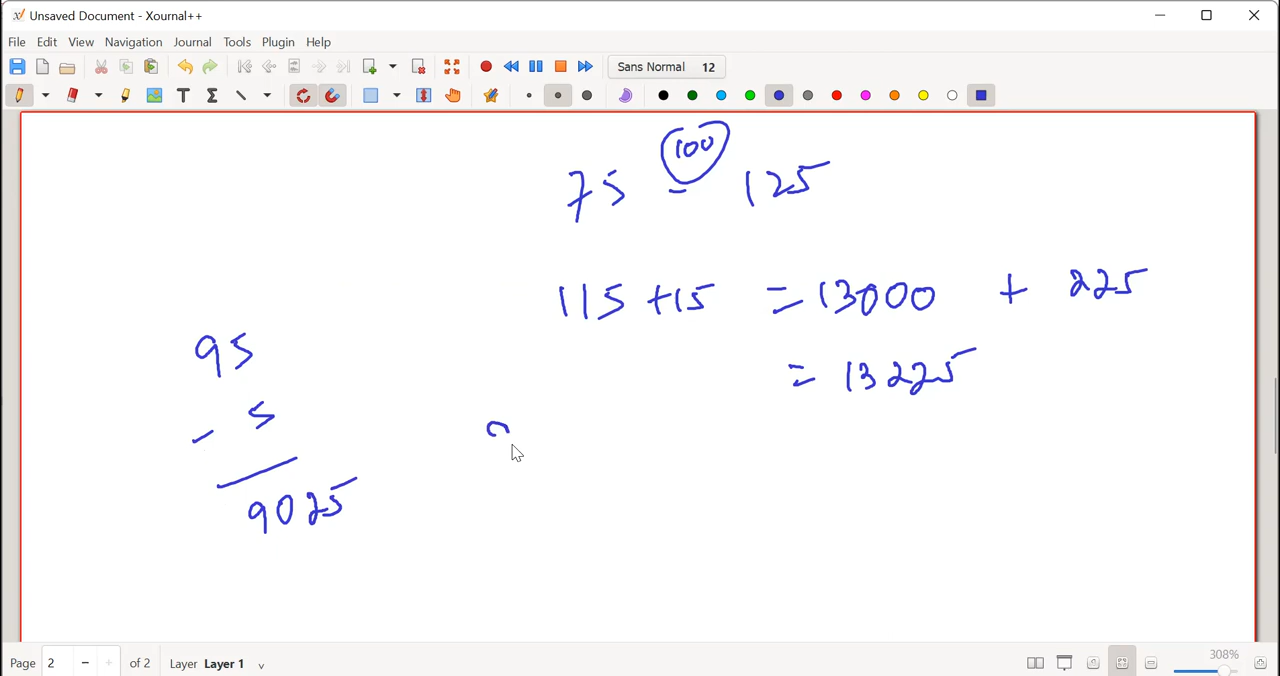 Unsaved Document - Xournal++
File Edit View Navigation Journal Tools Plugin Help
Sans Normal 12
100
75 - 125
115 +15 = 13000 + 225
= 13225
95
- 5
9025
Page 2 of 2 Layer Layer 1 308%